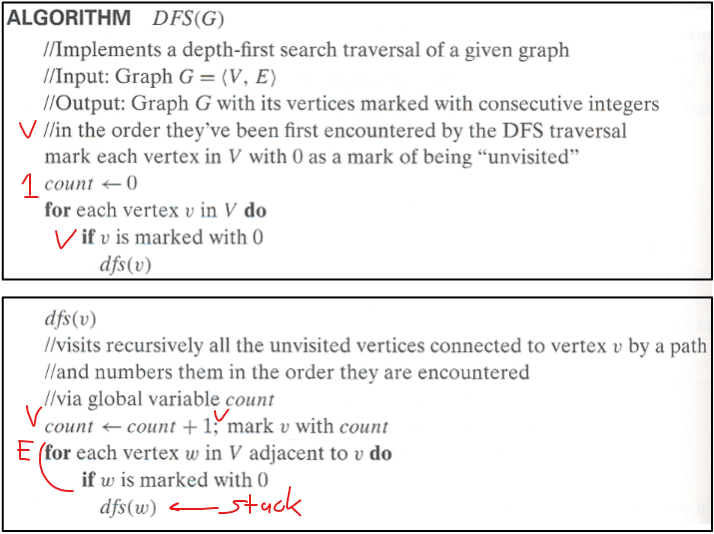 ALGORITHM DFS(G)
//Implements a depth-first search traversal of a given graph
//Input: Graph G = ⟨V, E⟩
//Output: Graph G with its vertices marked with consecutive integers
V //in the order they’ve been first encountered by the DFS traversal
mark each vertex in V with 0 as a mark of being “unvisited”
1 count ← 0
for each vertex v in V do
V if v is marked with 0
dfs(v)
dfs(v)
//visits recursively all the unvisited vertices connected to vertex v by a path
//and numbers them in the order they are encountered
//via global variable count
V count ← count + 1; V mark v with count
E for each vertex w in V adjacent to v do
if w is marked with 0
dfs(w) ← stack